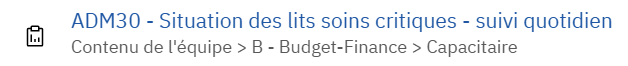 ADM30 - Situation des lits soins critiques - suivi quotidien
Contenu de l'équipe > B - Budget-Finance > Capacitaire